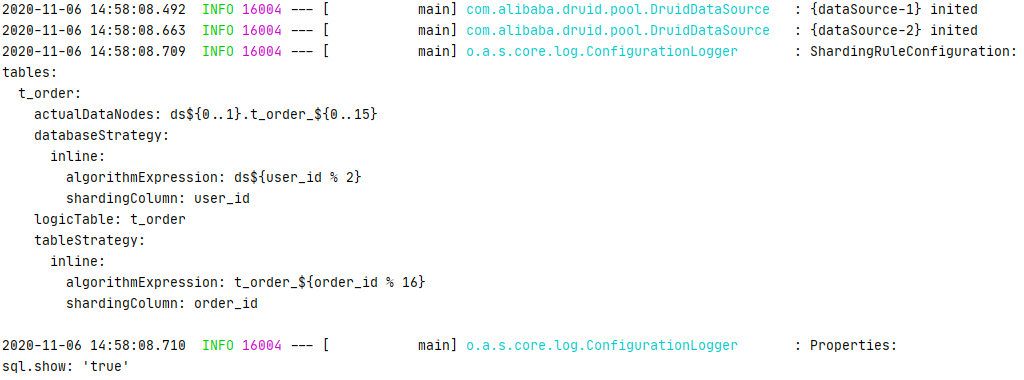 2020-11-06 14:58:08.492  INFO 16004 --- [           main] com.alibaba.druid.pool.DruidDataSource   : {dataSource-1} inited
2020-11-06 14:58:08.663  INFO 16004 --- [           main] com.alibaba.druid.pool.DruidDataSource   : {dataSource-2} inited
2020-11-06 14:58:08.709  INFO 16004 --- [           main] o.a.s.core.log.ConfigurationLogger       : ShardingRuleConfiguration:
tables:
  t_order:
    actualDataNodes: ds${0..1}.t_order_${0..15}
    databaseStrategy:
      inline:
        algorithmExpression: ds${user_id % 2}
        shardingColumn: user_id
    logicTable: t_order
    tableStrategy:
      inline:
        algorithmExpression: t_order_${order_id % 16}
        shardingColumn: order_id
2020-11-06 14:58:08.710  INFO 16004 --- [           main] o.a.s.core.log.ConfigurationLogger       : Properties:
sql.show: 'true'